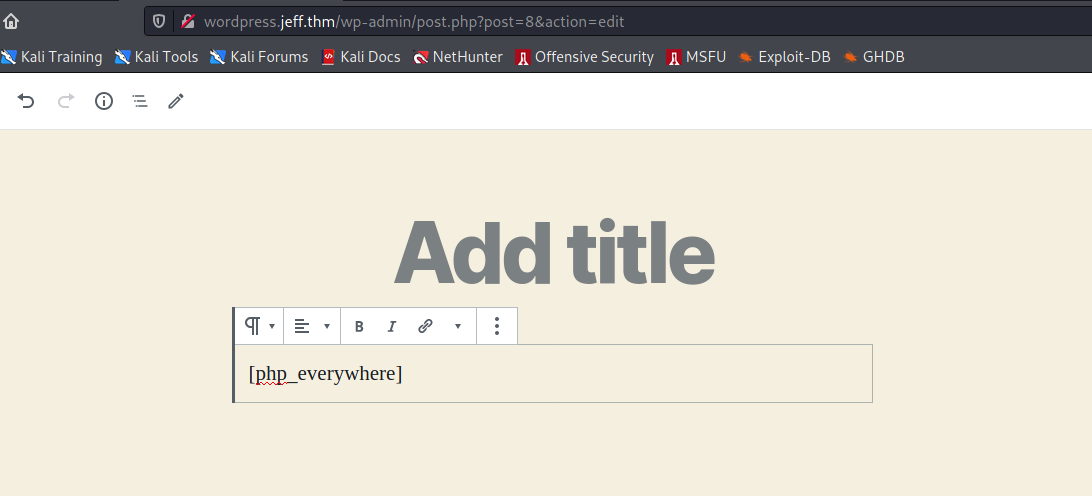 wordpress.jeff.thm/wp-admin/post.php?post=8&action=edit
Kali Training Kali Tools Kali Forums Kali Docs NetHunter Offensive Security MSFU Exploit-DB GHDB
Add title
B I
[php_everywhere]